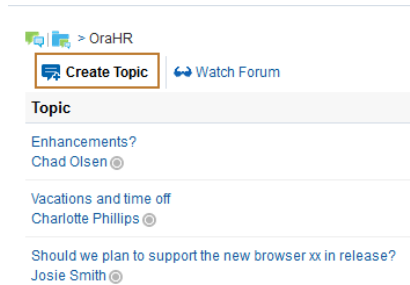 > OraHR
Create Topic Watch Forum
Topic
Enhancements?
Chad Olsen
Vacations and time off
Charlotte Phillips
Should we plan to support the new browser xx in release?
Josie Smith